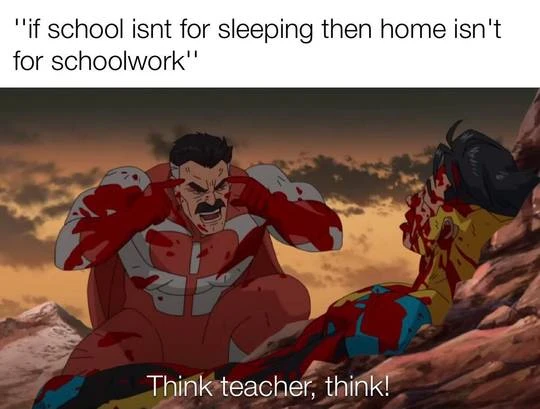 ''if school isnt for sleeping then home isn't
for schoolwork''
Think teacher, think!